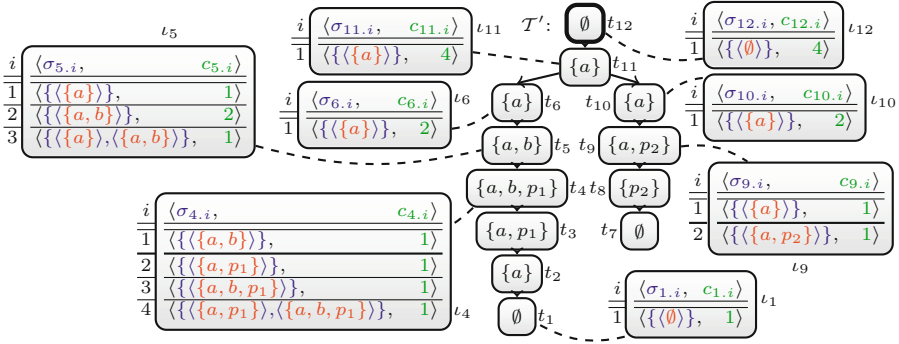 ι5
i ⟨σ5.i, c5.i⟩
1 ⟨{⟨{a}⟩}, 1⟩
2 ⟨{⟨{a, b}⟩}, 2⟩
3 ⟨{⟨{a}⟩,⟨{a, b}⟩}, 1⟩
i ⟨σ11.i, c11.i⟩ ι11
1 ⟨{⟨{a}⟩}, 4⟩
i ⟨σ6.i, c6.i⟩ ι6
1 ⟨{⟨{a}⟩}, 2⟩
i ⟨σ4.i, c4.i⟩
1 ⟨{⟨{a, b}⟩}, 1⟩
2 ⟨{⟨{a, p1}⟩}, 1⟩
3 ⟨{⟨{a, b, p1}⟩}, 1⟩
4 ⟨{⟨{a, p1}⟩,⟨{a, b, p1}⟩}, 1⟩ ι4
𝒯′: ∅ t12
{a} t11
{a} t6
t10 {a}
{a, b} t5
t9 {a, p2}
{a, b, p1} t4
t8 {p2}
{a, p1} t3
t7 ∅
{a} t2
∅ t1
i ⟨σ12.i, c12.i⟩ ι12
1 ⟨{⟨∅⟩}, 4⟩
i ⟨σ10.i, c10.i⟩ ι10
1 ⟨{⟨{a}⟩}, 2⟩
i ⟨σ9.i, c9.i⟩
1 ⟨{⟨{a}⟩}, 1⟩
2 ⟨{⟨{a, p2}⟩}, 1⟩
ι9
i ⟨σ1.i, c1.i⟩ ι1
1 ⟨{⟨∅⟩}, 1⟩